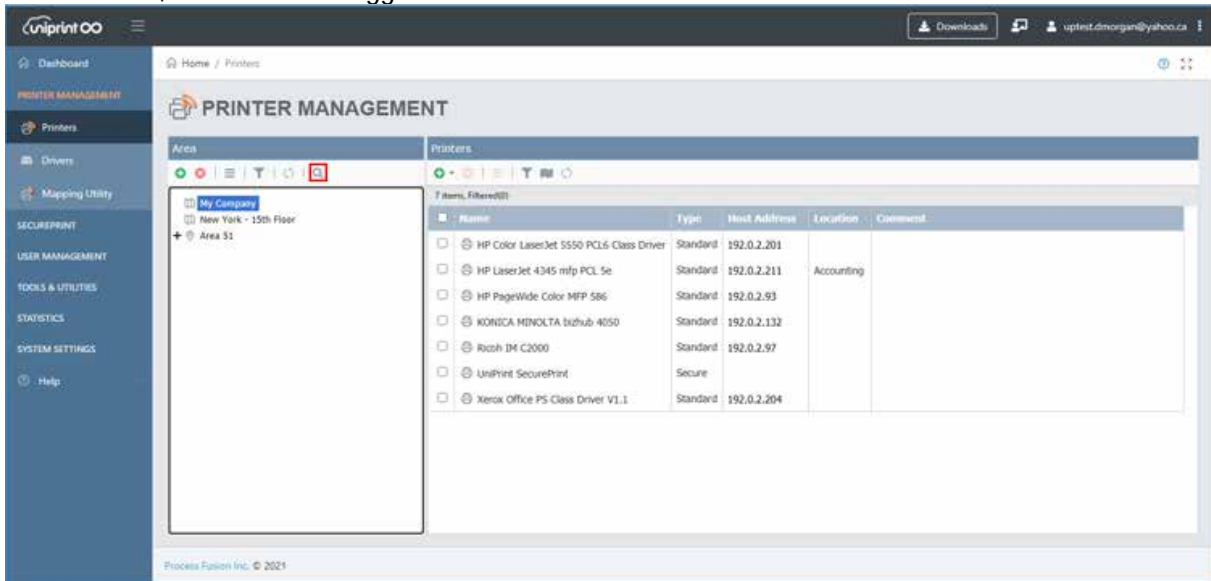 uniprint
Downloads
uptest.dmorgan@yahoo.ca
Dashboard
Home / Printers
PRINTER MANAGEMENT
PRINTER MANAGEMENT
Printers
Area
Printers
Drivers
Mapping Utility
My Company
7 items, Filtered(0)
New York - 15th Floor
Name Type Host Address Location Comment
SECUREPRINT
Area 51
HP Color LaserJet 5550 PCL6 Class Driver Standard 192.0.2.201
USER MANAGEMENT
HP LaserJet 4345 mfp PCL 5e Standard 192.0.2.211 Accounting
TOOLS & UTILITIES
HP PageWide Color MFP 586 Standard 192.0.2.93
STATISTICS
KONICA MINOLTA bizhub 4050 Standard 192.0.2.132
SYSTEM SETTINGS
Ricoh IM C2000 Standard 192.0.2.97
Help
UniPrint SecurePrint Secure
Xerox Office PS Class Driver V1.1 Standard 192.0.2.204
Process Fusion Inc. © 2021